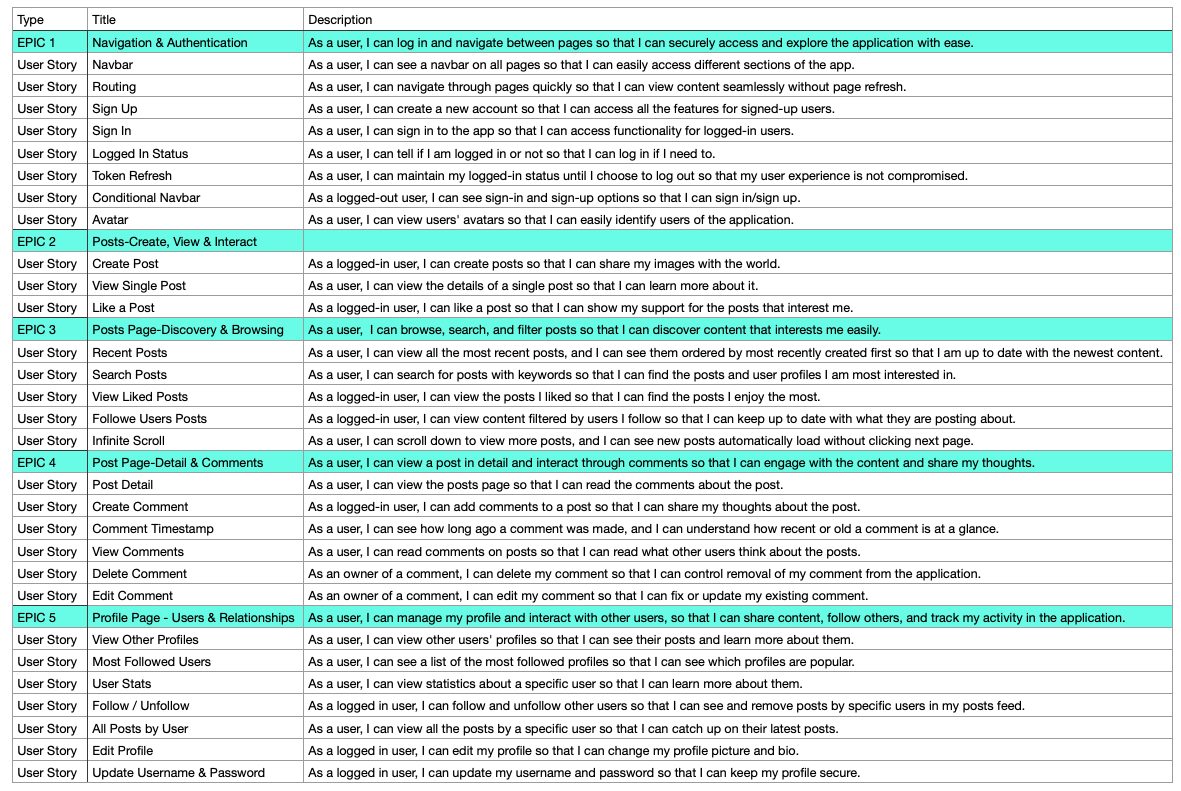 Type Title Description
EPIC 1 Navigation & Authentication As a user, I can log in and navigate between pages so that I can securely access and explore the application with ease.
User Story Navbar As a user, I can see a navbar on all pages so that I can easily access different sections of the app.
User Story Routing As a user, I can navigate through pages quickly so that I can view content seamlessly without page refresh.
User Story Sign Up As a user, I can create a new account so that I can access all the features for signed-up users.
User Story Sign In As a user, I can sign in to the app so that I can access functionality for logged-in users.
User Story Logged In Status As a user, I can tell if I am logged in or not so that I can log in if I need to.
User Story Token Refresh As a user, I can maintain my logged-in status until I choose to log out so that my user experience is not compromised.
User Story Conditional Navbar As a logged-out user, I can see sign-in and sign-up options so that I can sign in/sign up.
User Story Avatar As a user, I can view users' avatars so that I can easily identify users of the application.
EPIC 2 Posts-Create, View & Interact
User Story Create Post As a logged-in user, I can create posts so that I can share my images with the world.
User Story View Single Post As a user, I can view the details of a single post so that I can learn more about it.
User Story Like a Post As a logged-in user, I can like a post so that I can show my support for the posts that interest me.
EPIC 3 Posts Page-Discovery & Browsing As a user,  I can browse, search, and filter posts so that I can discover content that interests me easily.
User Story Recent Posts As a user, I can view all the most recent posts, and I can see them ordered by most recently created first so that I am up to date with the newest content.
User Story Search Posts As a user, I can search for posts with keywords so that I can find the posts and user profiles I am most interested in.
User Story View Liked Posts As a logged-in user, I can view the posts I liked so that I can find the posts I enjoy the most.
User Story Followe Users Posts As a logged-in user, I can view content filtered by users I follow so that I can keep up to date with what they are posting about.
User Story Infinite Scroll As a user, I can scroll down to view more posts, and I can see new posts automatically load without clicking next page.
EPIC 4 Post Page-Detail & Comments As a user, I can view a post in detail and interact through comments so that I can engage with the content and share my thoughts.
User Story Post Detail As a user, I can view the posts page so that I can read the comments about the post.
User Story Create Comment As a logged-in user, I can add comments to a post so that I can share my thoughts about the post.
User Story Comment Timestamp As a user, I can see how long ago a comment was made, and I can understand how recent or old a comment is at a glance.
User Story View Comments As a user, I can read comments on posts so that I can read what other users think about the posts.
User Story Delete Comment As an owner of a comment, I can delete my comment so that I can control removal of my comment from the application.
User Story Edit Comment As an owner of a comment, I can edit my comment so that I can fix or update my existing comment.
EPIC 5 Profile Page - Users & Relationships As a user, I can manage my profile and interact with other users, so that I can share content, follow others, and track my activity in the application.
User Story View Other Profiles As a user, I can view other users' profiles so that I can see their posts and learn more about them.
User Story Most Followed Users As a user, I can see a list of the most followed profiles so that I can see which profiles are popular.
User Story User Stats As a user, I can view statistics about a specific user so that I can learn more about them.
User Story Follow / Unfollow As a logged in user, I can follow and unfollow other users so that I can see and remove posts by specific users in my posts feed.
User Story All Posts by User As a user, I can view all the posts by a specific user so that I can catch up on their latest posts.
User Story Edit Profile As a logged in user, I can edit my profile so that I can change my profile picture and bio.
User Story Update Username & Password As a logged in user, I can update my username and password so that I can keep my profile secure.